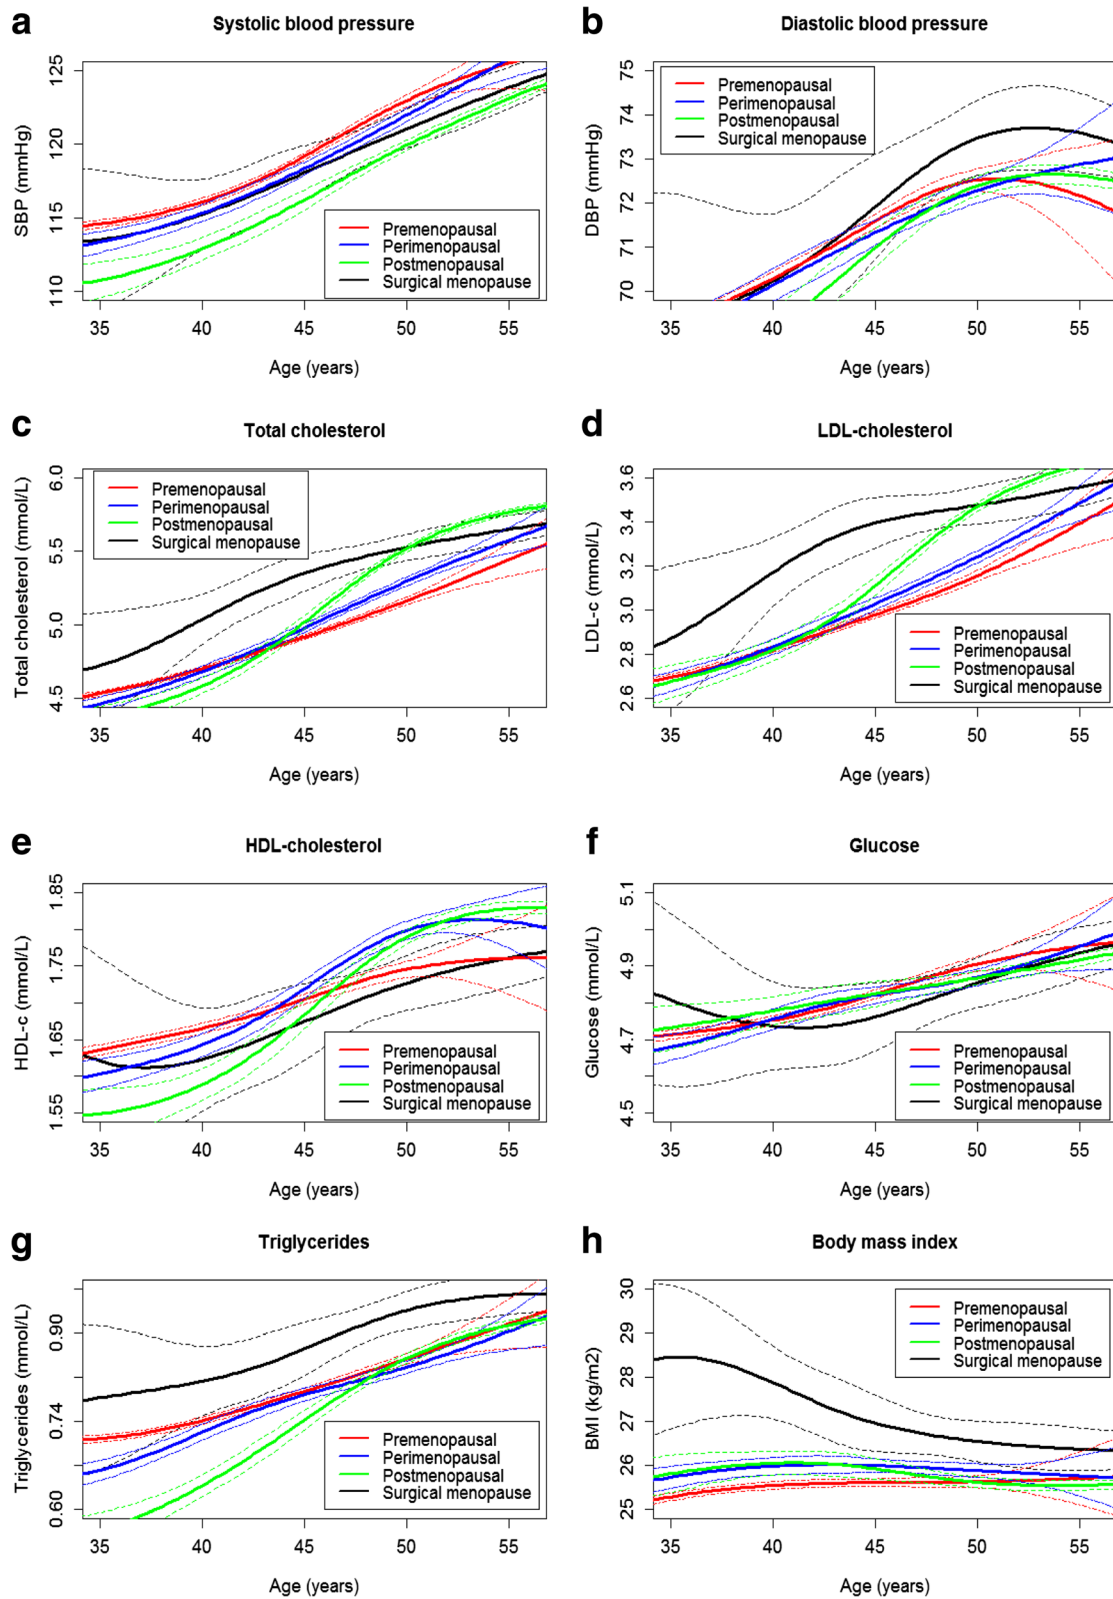 a Systolic blood pressure
SBP (mmHg)
125
120
115
110
Premenopausal
Perimenopausal
Postmenopausal
Surgical menopause
35 40 45 50 55
Age (years)
b Diastolic blood pressure
DBP (mmHg)
75
74
73
72
71
70
Premenopausal
Perimenopausal
Postmenopausal
Surgical menopause
35 40 45 50 55
Age (years)
c Total cholesterol
Total cholesterol (mmol/L)
6.0
5.5
5.0
4.5
Premenopausal
Perimenopausal
Postmenopausal
Surgical menopause
35 40 45 50 55
Age (years)
d LDL-cholesterol
LDL-c (mmol/L)
3.6
3.4
3.2
3.0
2.8
2.6
Premenopausal
Perimenopausal
Postmenopausal
Surgical menopause
35 40 45 50 55
Age (years)
e HDL-cholesterol
HDL-c (mmol/L)
1.85
1.75
1.65
1.55
Premenopausal
Perimenopausal
Postmenopausal
Surgical menopause
35 40 45 50 55
Age (years)
f Glucose
Glucose (mmol/L)
5.1
4.9
4.7
4.5
Premenopausal
Perimenopausal
Postmenopausal
Surgical menopause
35 40 45 50 55
Age (years)
g Triglycerides
Triglycerides (mmol/L)
0.90
0.74
0.60
Premenopausal
Perimenopausal
Postmenopausal
Surgical menopause
35 40 45 50 55
Age (years)
h Body mass index
BMI (kg/m2)
30
29
28
27
26
25
Premenopausal
Perimenopausal
Postmenopausal
Surgical menopause
35 40 45 50 55
Age (years)